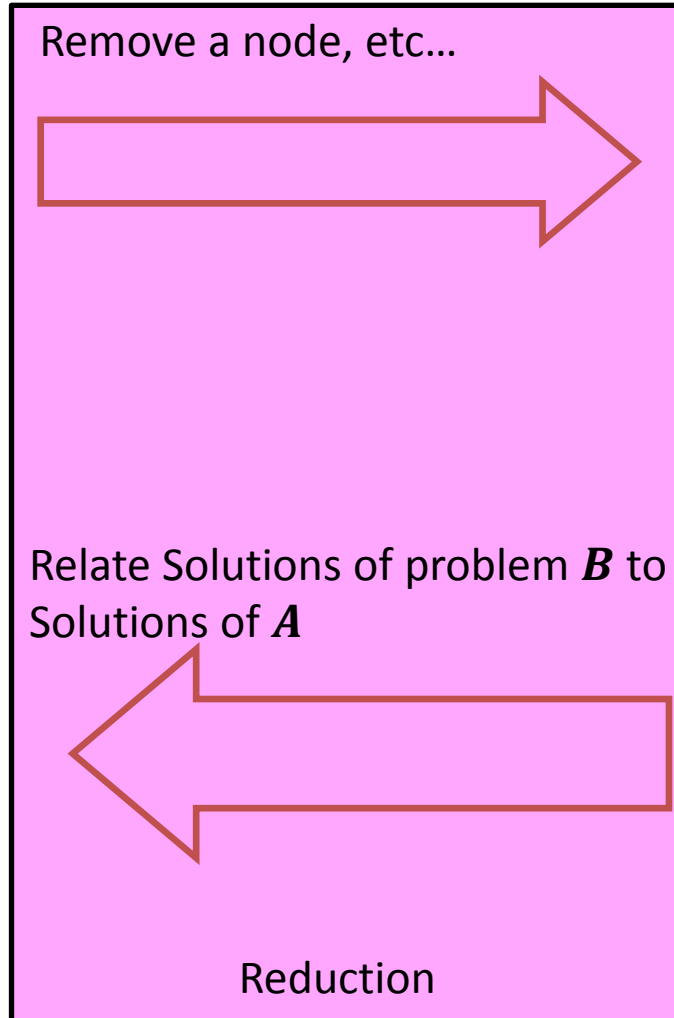 Remove a node, etc…
Relate Solutions of problem B to
Solutions of A
Reduction